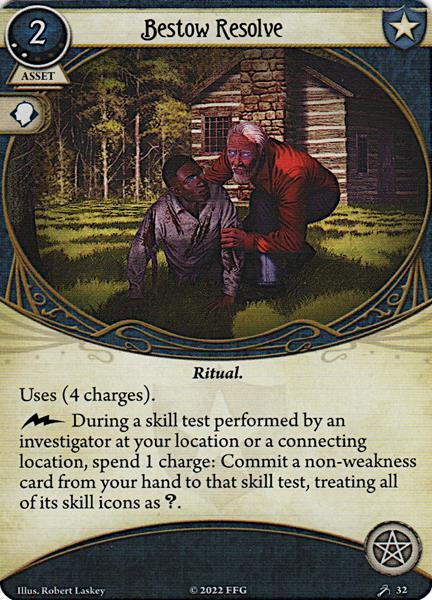 2
Bestow Resolve
ASSET
Ritual.
Uses (4 charges).
During a skill test performed by an
investigator at your location or a connecting
location, spend 1 charge: Commit a non-weakness
card from your hand to that skill test, treating all
of its skill icons as ?.
Illus. Robert Laskey
© 2022 FFG
32